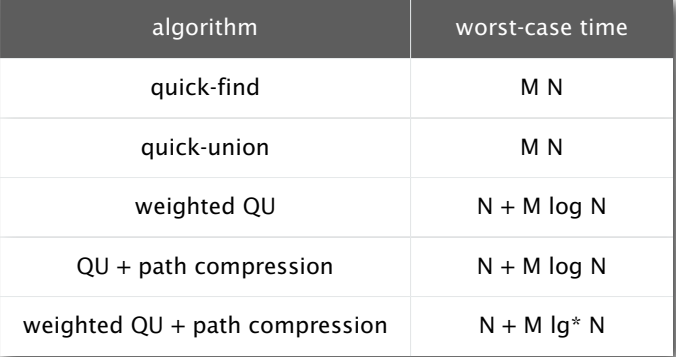 algorithm worst-case time
quick-find M N
quick-union M N
weighted QU N + M log N
QU + path compression N + M log N
weighted QU + path compression N + M lg* N